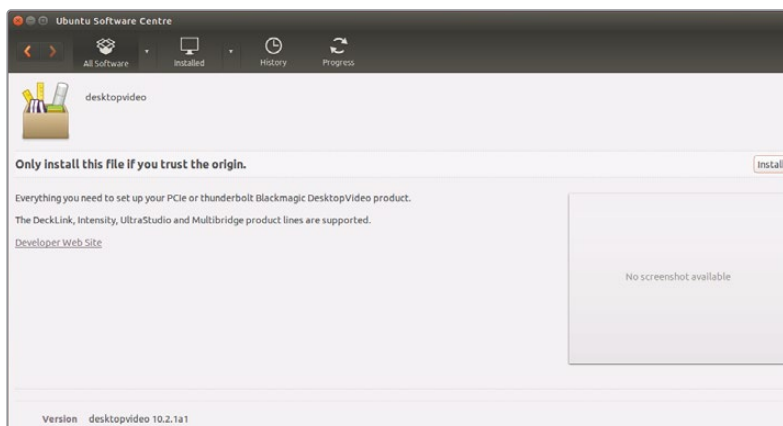 Ubuntu Software Centre
All Software
Installed
History
Progress
desktopvideo
Only install this file if you trust the origin.
Install
Everything you need to set up your PCIe or thunderbolt Blackmagic DesktopVideo product.
The DeckLink, Intensity, UltraStudio and Multibridge product lines are supported.
Developer Web Site
No screenshot available
Version desktopvideo 10.2.1a1